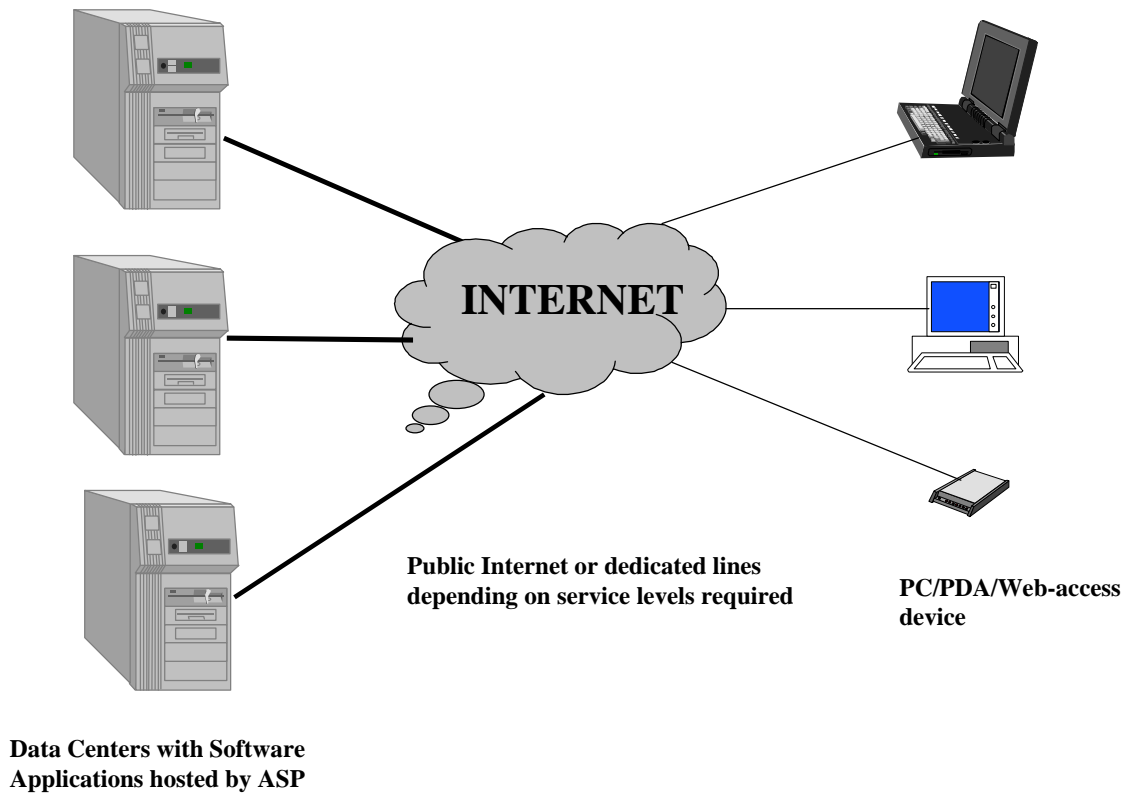 INTERNET
Public Internet or dedicated lines
depending on service levels required
PC/PDA/Web-access
device
Data Centers with Software
Applications hosted by ASP